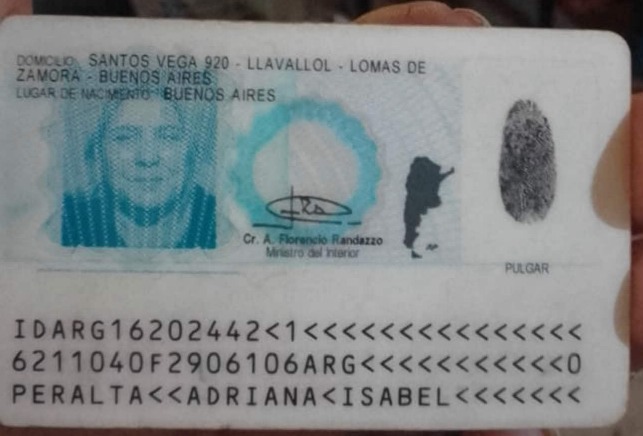 DOMICILIO: SANTOS VEGA 920 - LLAVALLOL - LOMAS DE
ZAMORA - BUENOS AIRES
LUGAR DE NACIMIENTO: BUENOS AIRES
Cr. A. Florencio Randazzo
Ministro del Interior
PULGAR
IDARG16202442<1<<<<<<<<<<<<<<<
6211040F2906106ARG<<<<<<<<<<<0
PERALTA<<ADRIANA<ISABEL<<<<<<<